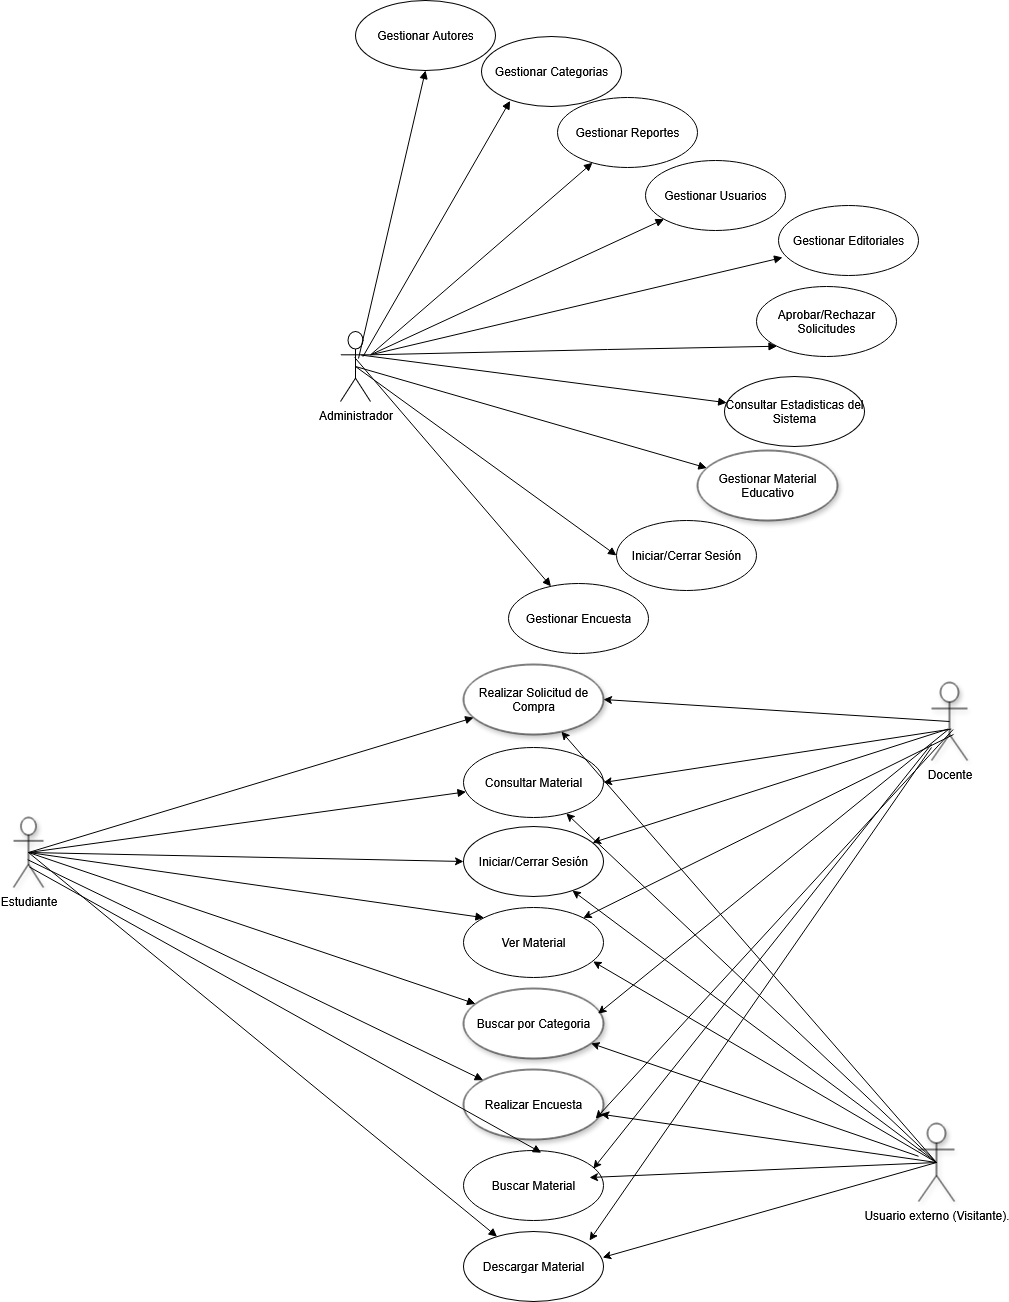 Gestionar Autores
Gestionar Categorias
Gestionar Reportes
Gestionar Usuarios
Gestionar Editoriales
Aprobar/Rechazar
Solicitudes
Administrador
Consultar Estadisticas del
Sistema
Gestionar Material
Educativo
Iniciar/Cerrar Sesión
Gestionar Encuesta
Realizar Solicitud de
Compra
Docente
Consultar Material
Iniciar/Cerrar Sesión
Estudiante
Ver Material
Buscar por Categoria
Realizar Encuesta
Buscar Material
Usuario externo (Visitante).
Descargar Material